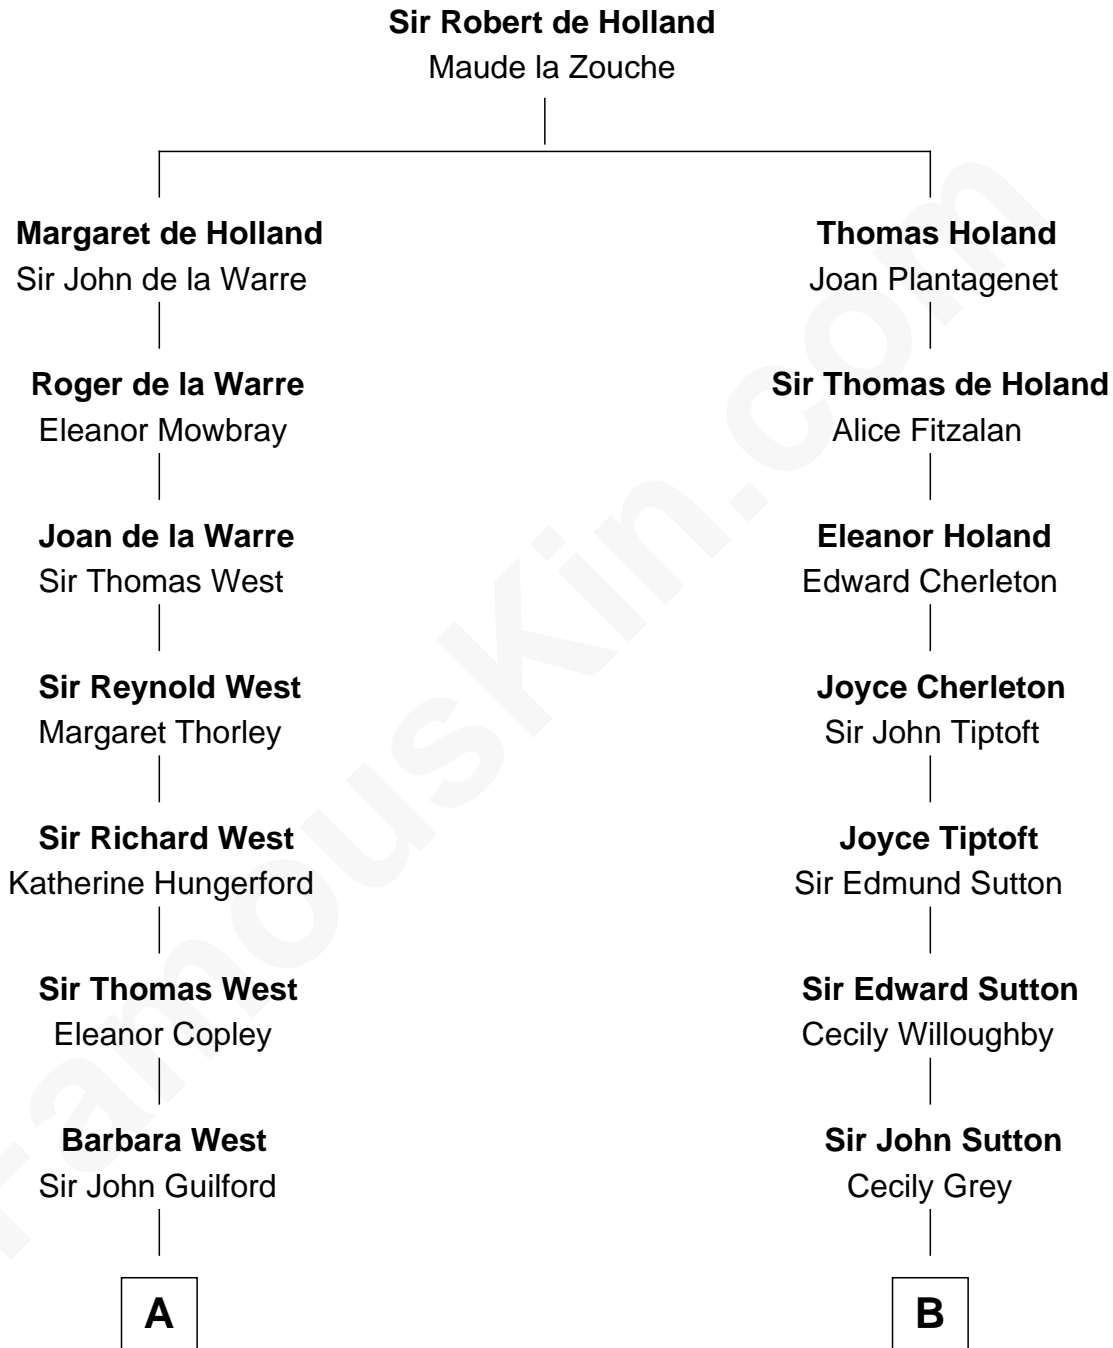 Sir Robert de Holland
Maude la Zouche
Margaret de Holland
Sir John de la Warre
Thomas Holand
Joan Plantagenet
Roger de la Warre
Eleanor Mowbray
Sir Thomas de Holand
Alice Fitzalan
Joan de la Warre
Sir Thomas West
Eleanor Holand
Edward Cherleton
Sir Reynold West
Margaret Thorley
Joyce Cherleton
Sir John Tiptoft
Sir Richard West
Katherine Hungerford
Joyce Tiptoft
Sir Edmund Sutton
Sir Thomas West
Eleanor Copley
Sir Edward Sutton
Cecily Willoughby
Barbara West
Sir John Guilford
Sir John Sutton
Cecily Grey
A
B
FamousKin.com